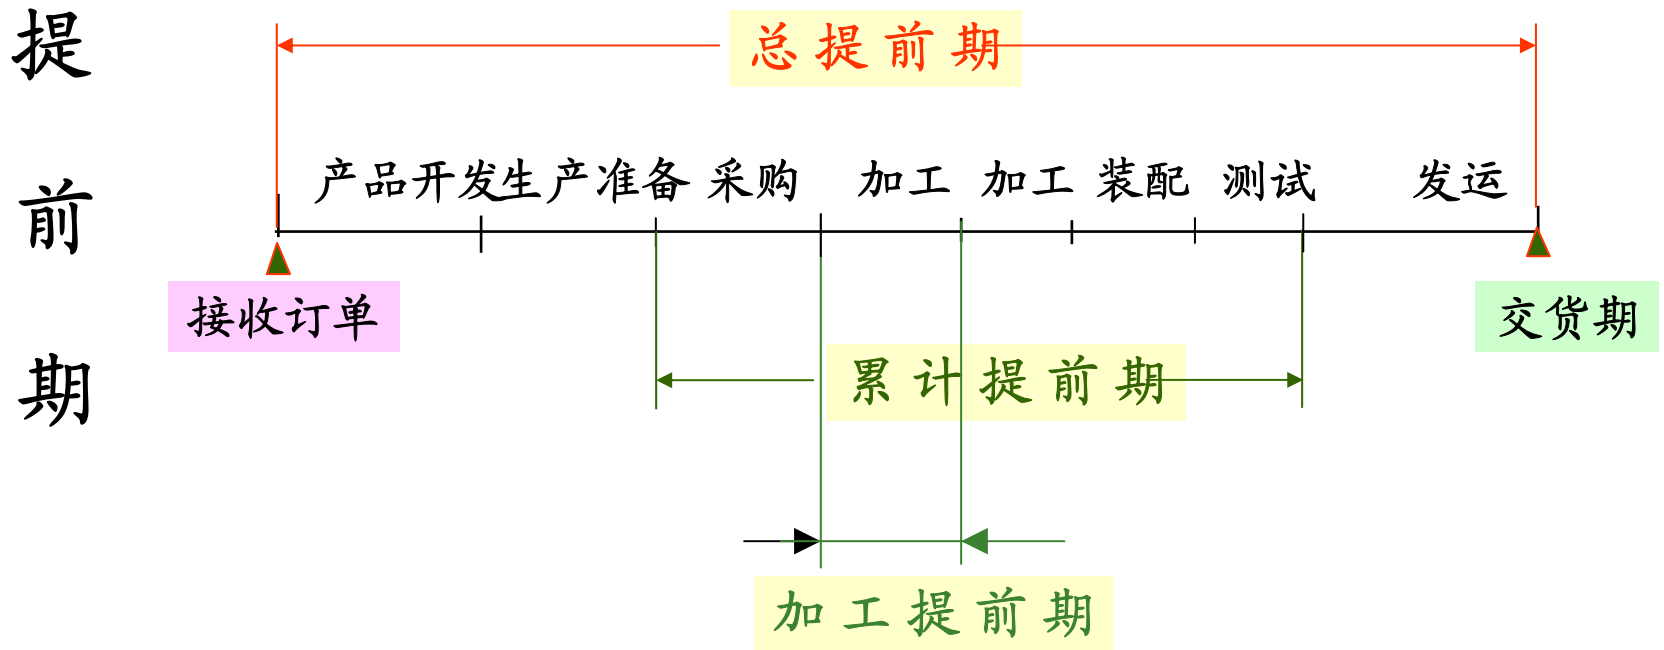 提前期
总提前期
产品开发 生产准备 采购 加工 加工 装配 测试 发运
接收订单
交货期
累计提前期
加工提前期